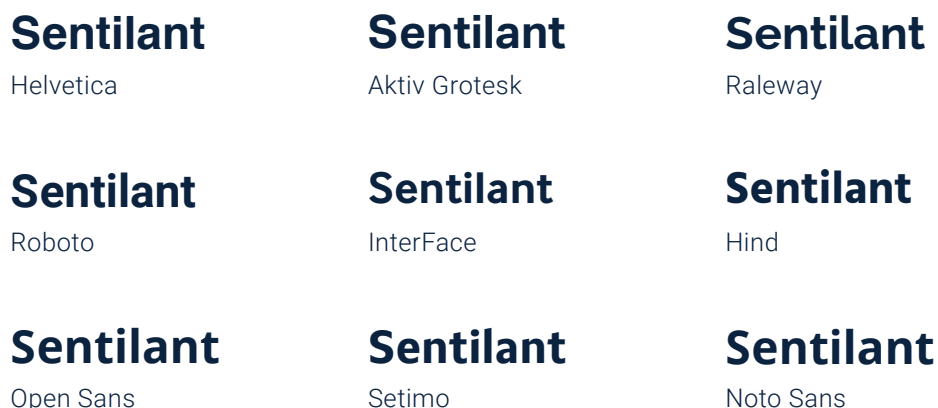 Sentilant Sentilant Sentilant
Helvetica Aktiv Grotesk Raleway
Sentilant Sentilant Sentilant
Roboto InterFace Hind
Sentilant Sentilant Sentilant
Open Sans Setimo Noto Sans